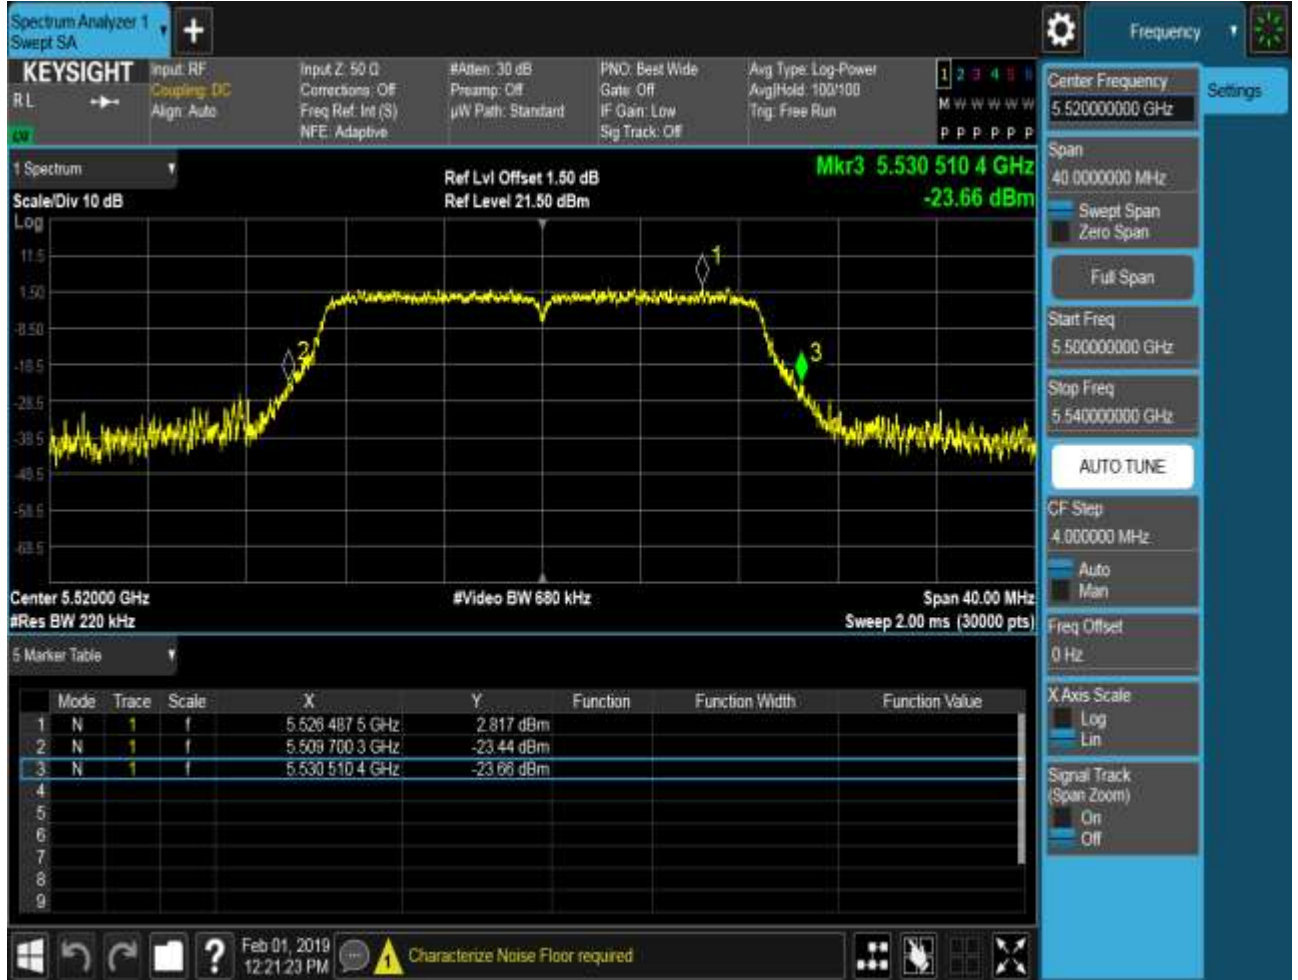 Spectrum Analyzer 1
Swept SA
+
Frequency
KEYSIGHT
RL
Input: RF
Coupling: DC
Align: Auto
Input Z: 50 Ω
Corrections: Off
Freq Ref: Int (S)
NFE: Adaptive
#Atten: 30 dB
Preamp: Off
µW Path: Standard
PNO: Best Wide
Gate: Off
IF Gain: Low
Sig Track: Off
Avg Type: Log-Power
Avg|Hold: 100/100
Trig: Free Run
1 2 3 4 5 6
M W W W W W
P P P P P P
1 Spectrum
Scale/Div 10 dB
Ref Lvl Offset 1.50 dB
Ref Level 21.50 dBm
Mkr3 5.530 510 4 GHz
-23.66 dBm
Log
11.5
1.50
-8.50
-18.5
-28.5
-38.5
-48.5
-58.5
-68.5
1
2
3
Center 5.52000 GHz
#Video BW 680 kHz
Span 40.00 MHz
#Res BW 220 kHz
Sweep 2.00 ms (30000 pts)
5 Marker Table
Mode Trace Scale X Y Function Function Width Function Value
1 N 1 f 5.526 487 5 GHz 2.817 dBm
2 N 1 f 5.509 700 3 GHz -23.44 dBm
3 N 1 f 5.530 510 4 GHz -23.66 dBm
4
5
6
7
8
9
Center Frequency
5.520000000 GHz
Span
40.0000000 MHz
Swept Span
Zero Span
Full Span
Start Freq
5.500000000 GHz
Stop Freq
5.540000000 GHz
AUTO TUNE
CF Step
4.000000 MHz
Auto
Man
Freq Offset
0 Hz
X Axis Scale
Log
Lin
Signal Track
(Span Zoom)
On
Off
Settings
?
Feb 01, 2019
12:21:23 PM
1
Characterize Noise Floor required